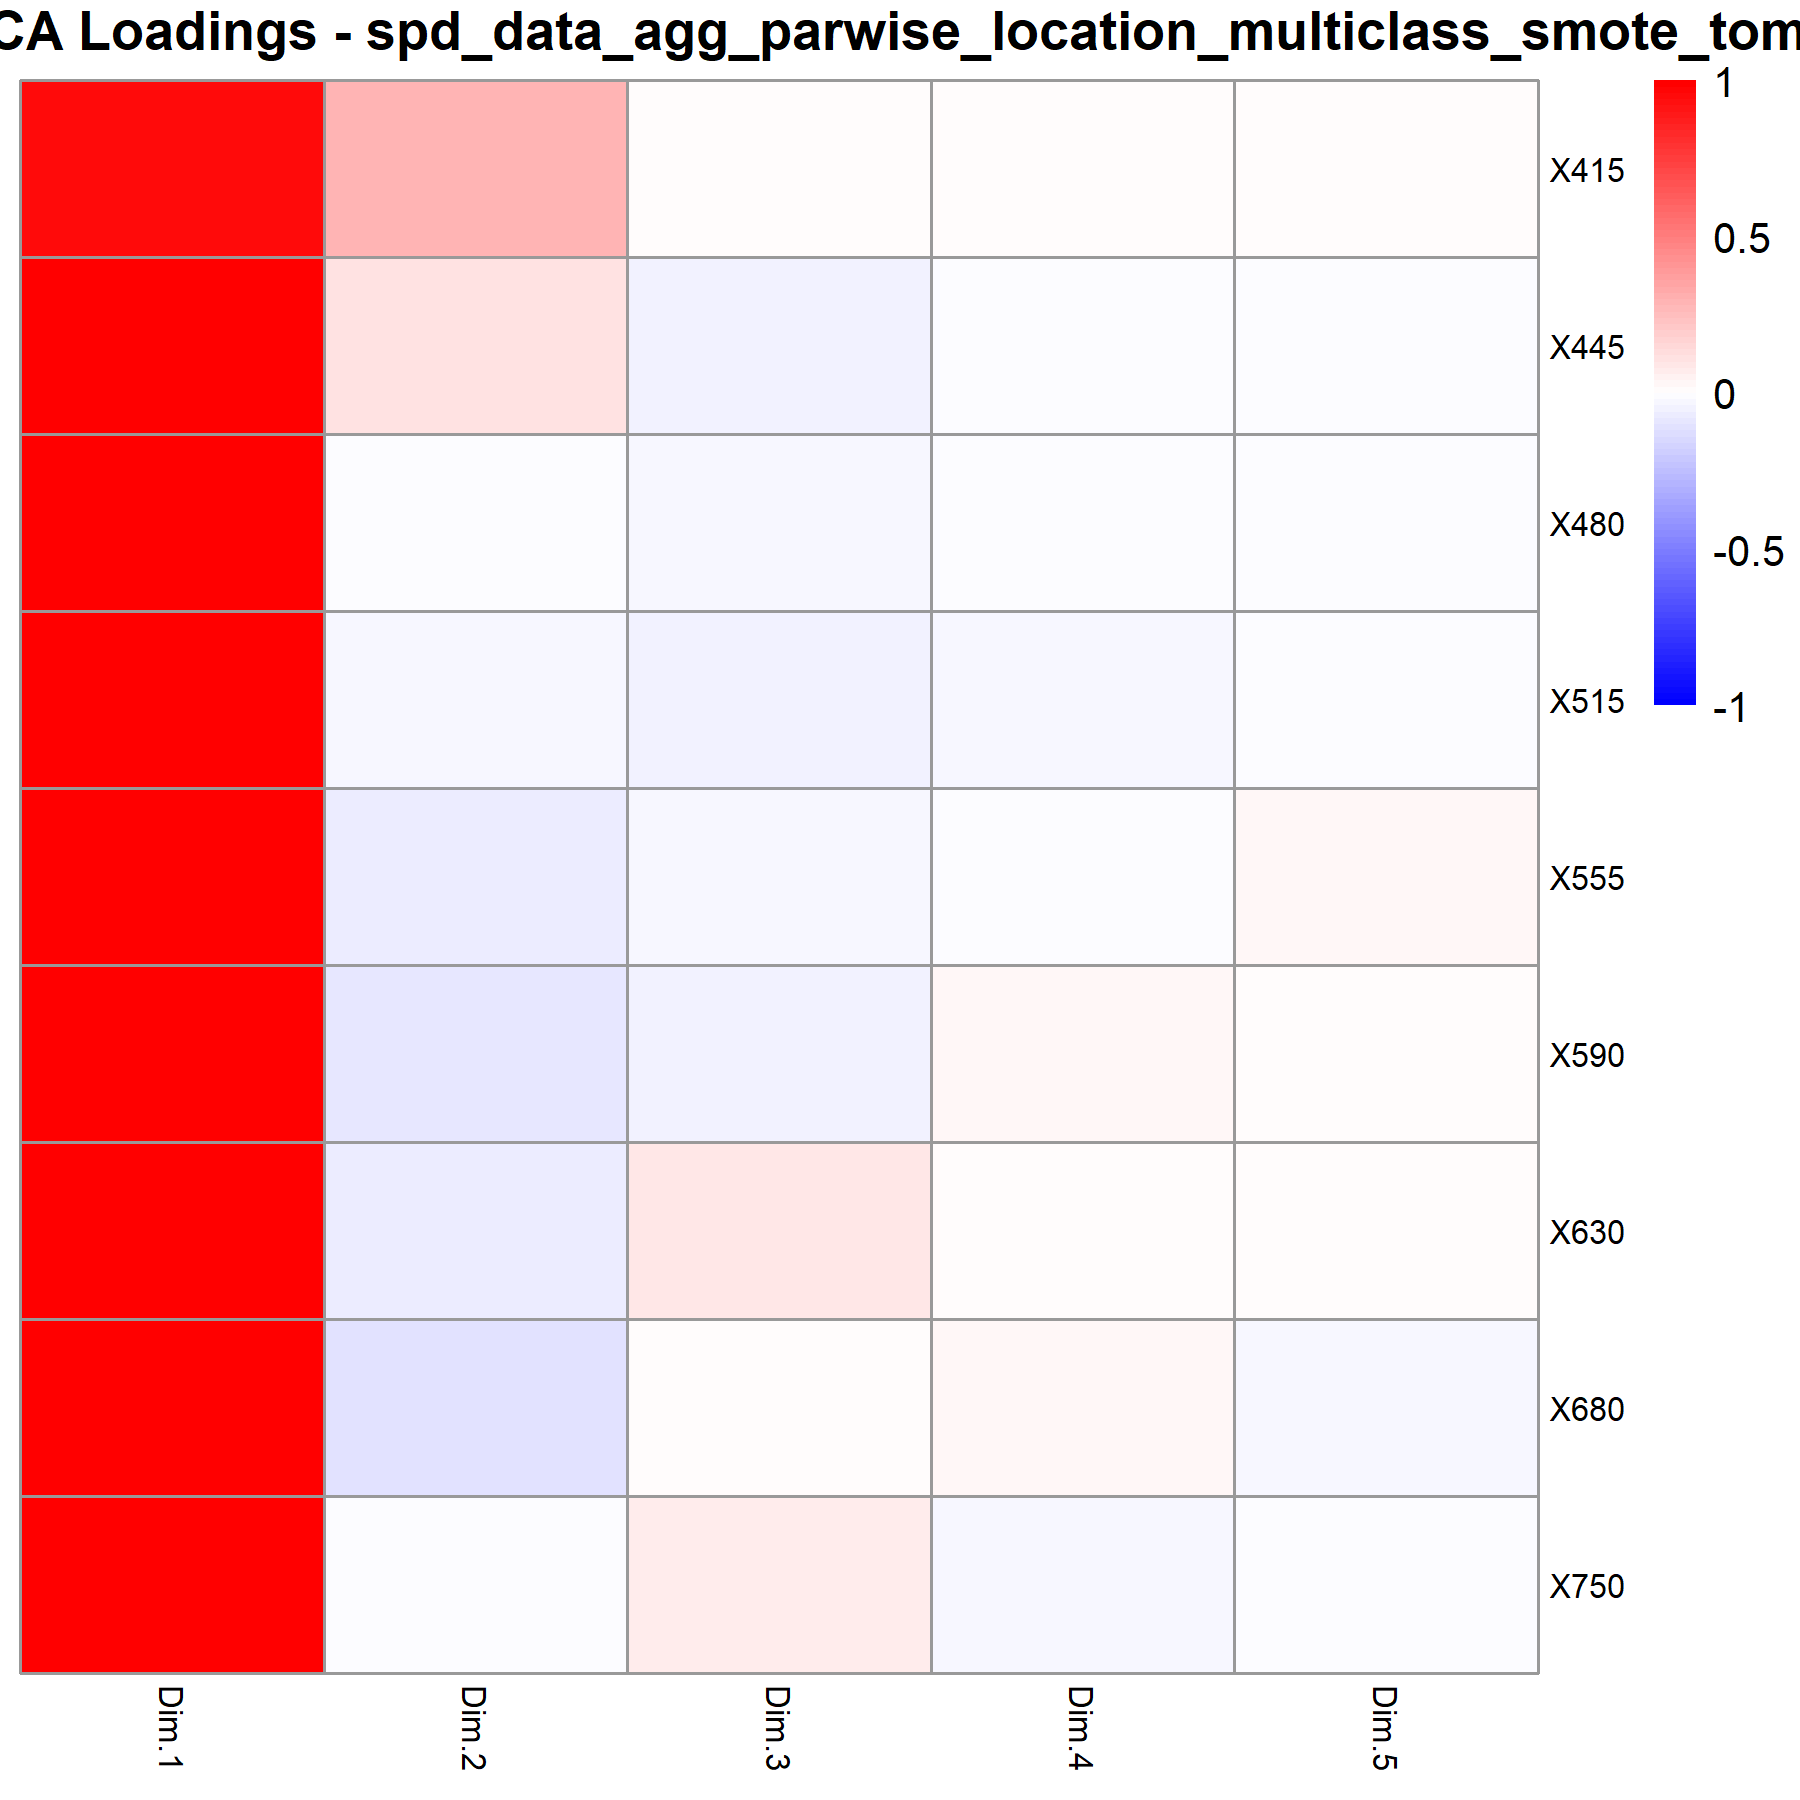 CA Loadings - spd_data_agg_parwise_location_multiclass_smote_tom
1
0.5
0
-0.5
-1
X415
X445
X480
X515
X555
X590
X630
X680
X750
Dim.1
Dim.2
Dim.3
Dim.4
Dim.5